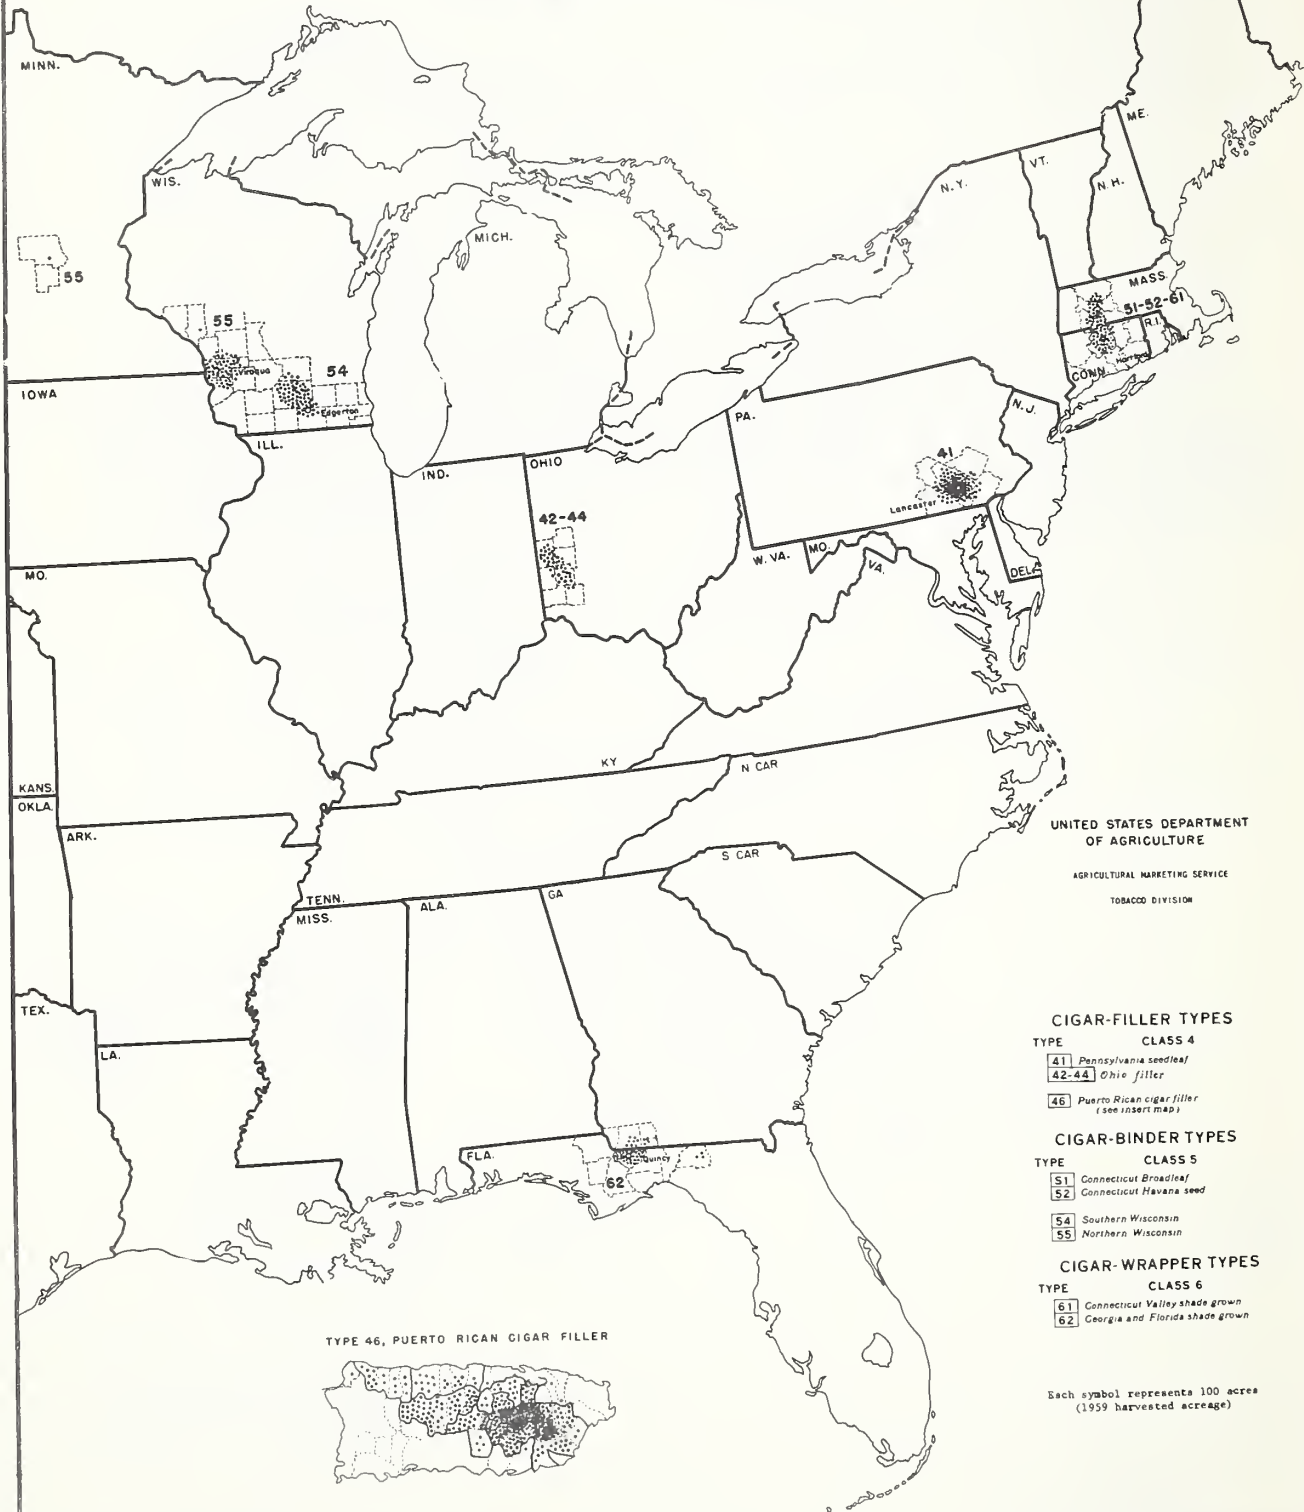 MINN.
ME.
VT.
N.H.
N.Y.
WIS.
MICH.
MASS.
55
51-52-61
R.I.
55
Hartford
Viroqua
54
CONN.
IOWA
Edgerton
N.J.
PA.
ILL.
41
IND.
OHIO
Lancaster
42-44
W. VA.
MO.
VA.
DEL.
MO.
KY
N CAR
KANS.
OKLA.
ARK.
S CAR
TENN.
MISS.
ALA.
GA
TEX.
LA.
FLA.
Quincy
62
UNITED STATES DEPARTMENT
OF AGRICULTURE
AGRICULTURAL MARKETING SERVICE
TOBACCO DIVISION
CIGAR-FILLER TYPES
TYPE CLASS 4
41 Pennsylvania seedleaf
42-44 Ohio filler
46 Puerto Rican cigar filler
(see insert map)
CIGAR-BINDER TYPES
TYPE CLASS 5
51 Connecticut Broadleaf
52 Connecticut Havana seed
54 Southern Wisconsin
55 Northern Wisconsin
CIGAR-WRAPPER TYPES
TYPE CLASS 6
61 Connecticut Valley shade grown
62 Georgia and Florida shade grown
TYPE 46, PUERTO RICAN CIGAR FILLER
Each symbol represents 100 acres
(1959 harvested acreage)